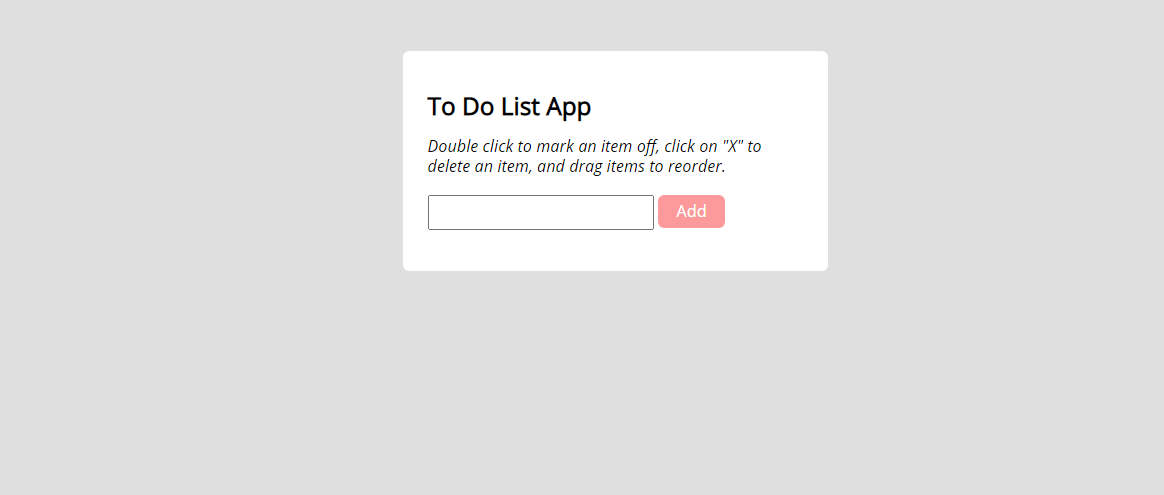 To Do List App
Double click to mark an item off, click on "X" to
delete an item, and drag items to reorder.
Add